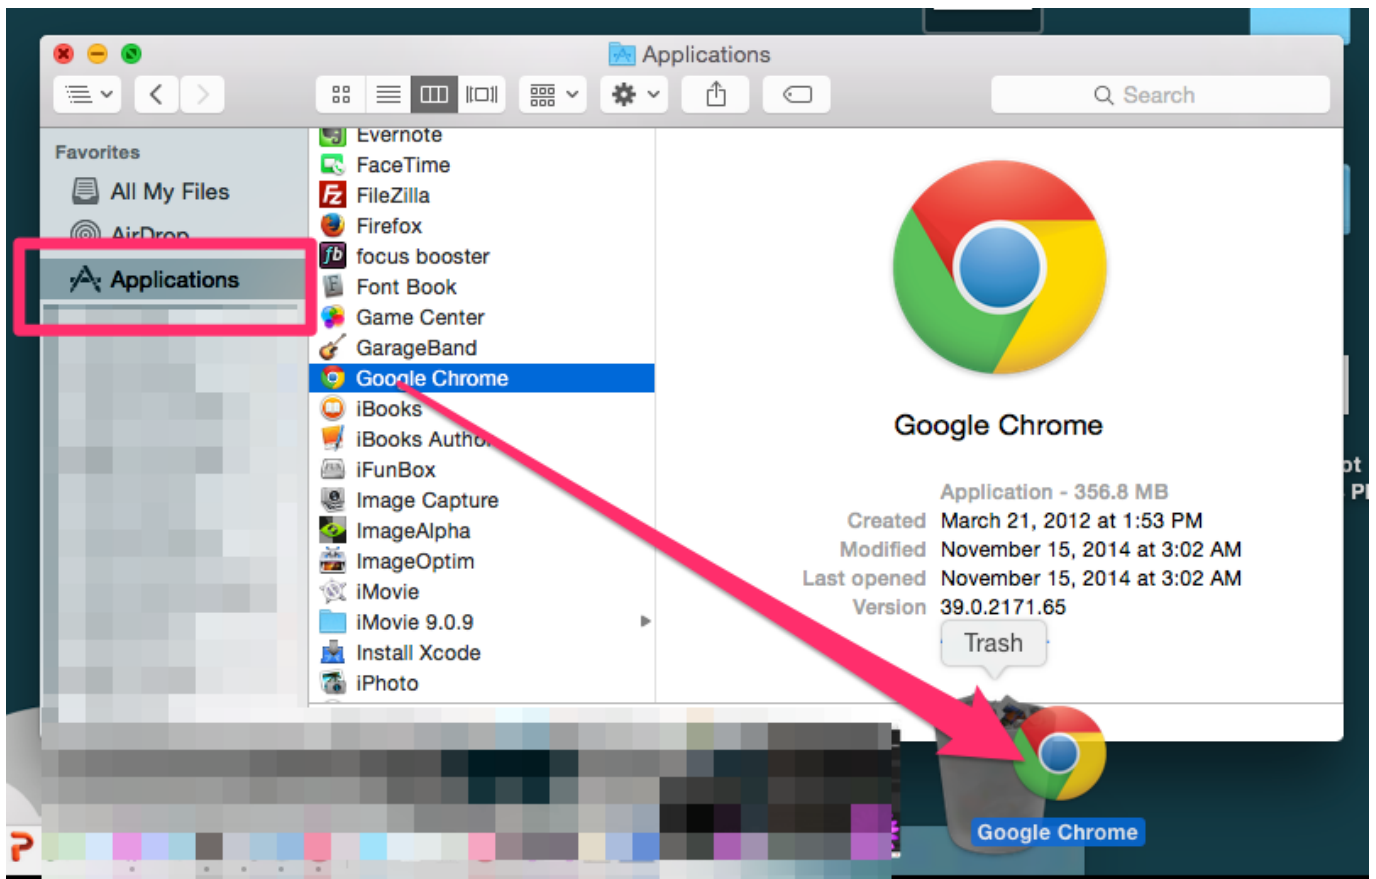 Applications
Search
Favorites
All My Files
AirDrop
Applications
Evernote
FaceTime
FileZilla
Firefox
focus booster
Font Book
Game Center
GarageBand
Google Chrome
iBooks
iBooks Author
iFunBox
Image Capture
ImageAlpha
ImageOptim
iMovie
iMovie 9.0.9
Install Xcode
iPhoto
Google Chrome
Application - 356.8 MB
Created March 21, 2012 at 1:53 PM
Modified November 15, 2014 at 3:02 AM
Last opened November 15, 2014 at 3:02 AM
Version 39.0.2171.65
Trash
Google Chrome